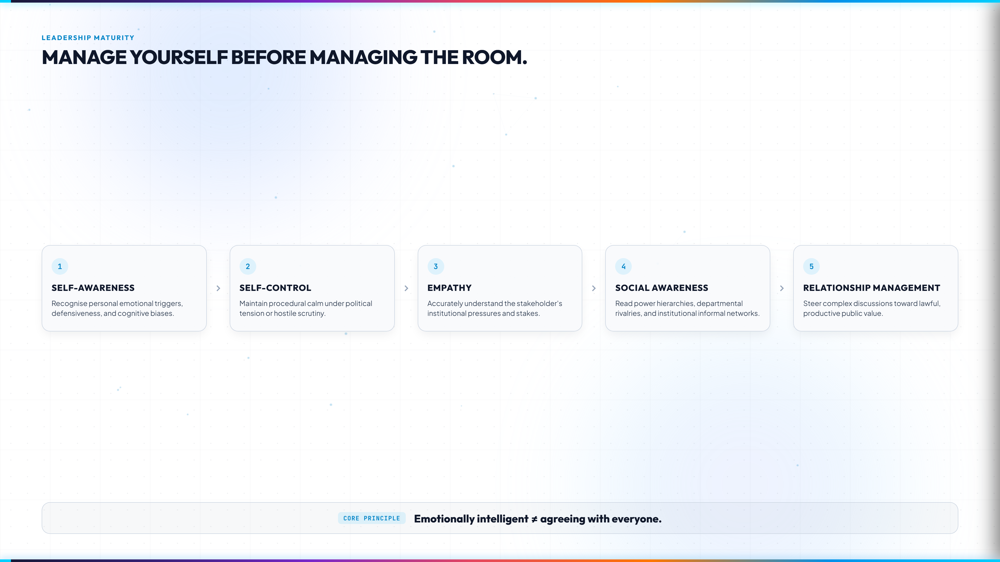 LEADERSHIP MATURITY
MANAGE YOURSELF BEFORE MANAGING THE ROOM.
1
SELF-AWARENESS
Recognise personal emotional triggers,
defensiveness, and cognitive biases.
2
SELF-CONTROL
Maintain procedural calm under political
tension or hostile scrutiny.
3
EMPATHY
Accurately understand the stakeholder's
institutional pressures and stakes.
4
SOCIAL AWARENESS
Read power hierarchies, departmental
rivalries, and institutional informal networks.
5
RELATIONSHIP MANAGEMENT
Steer complex discussions toward lawful,
productive public value.
CORE PRINCIPLE Emotionally intelligent ≠ agreeing with everyone.